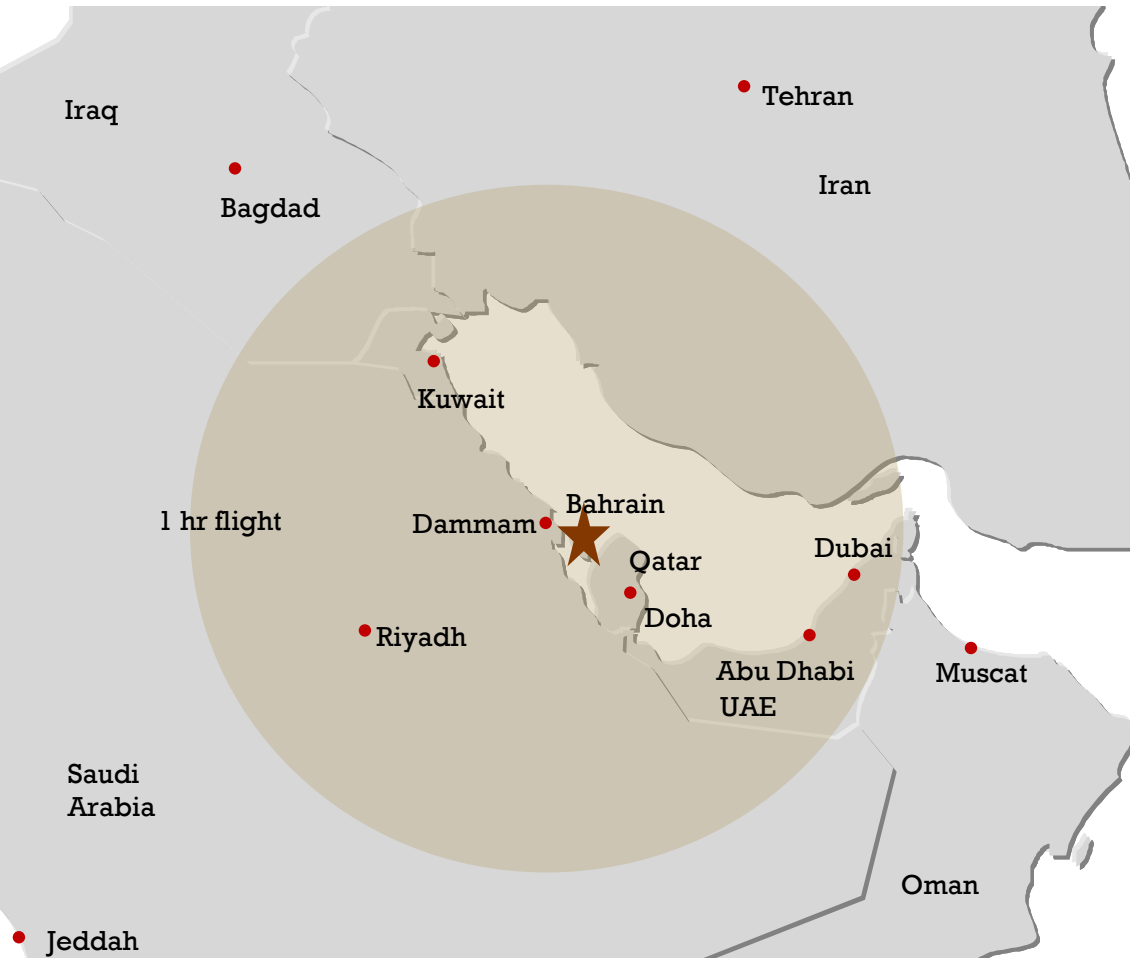 Tehran
Iraq
Iran
Bagdad
Kuwait
Bahrain
1 hr flight
Dammam
Dubai
Qatar
Doha
Riyadh
Abu Dhabi
UAE
Muscat
Saudi
Arabia
Oman
Jeddah